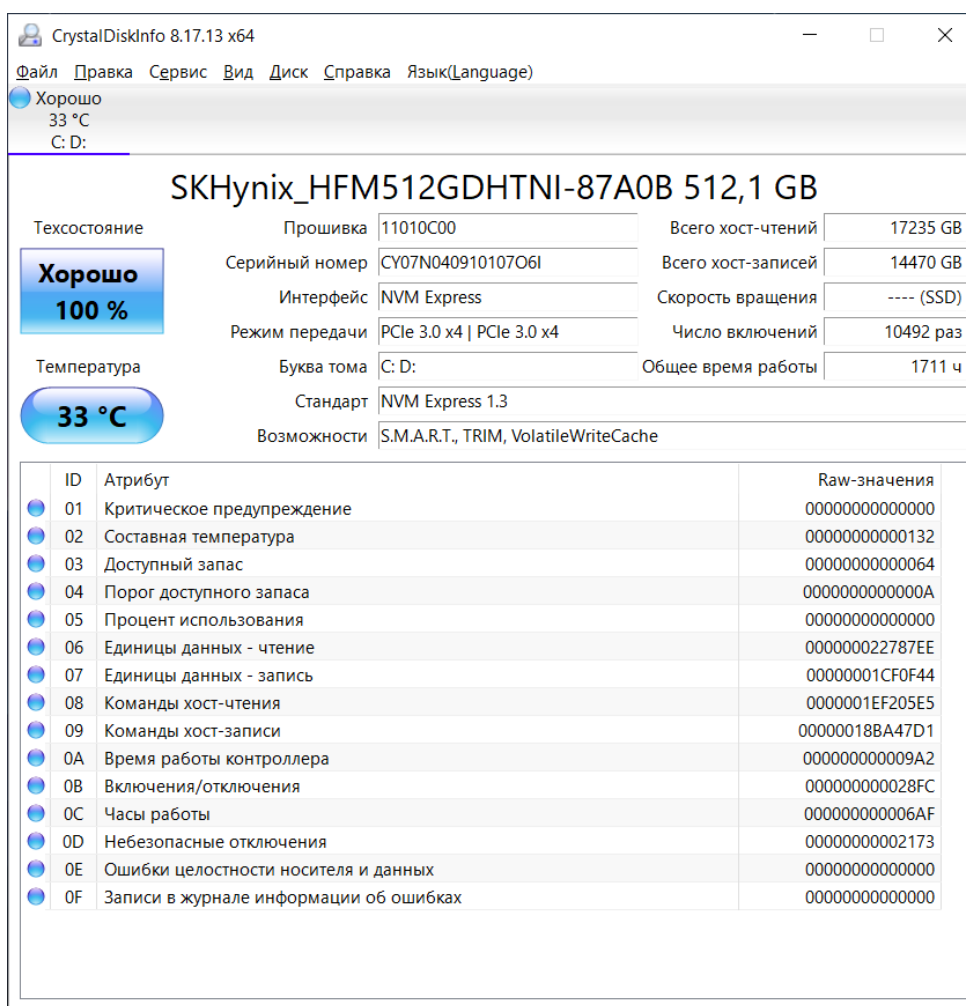 CrystalDiskInfo 8.17.13 x64
Файл Правка Сервис Вид Диск Справка Язык(Language)
Хорошо
33 °C
C: D:
SKHynix_HFM512GDHTNI-87A0B 512,1 GB
Техсостояние
Хорошо
100 %
Температура
33 °C
Прошивка 11010C00
Серийный номер CY07N040910107O6I
Интерфейс NVM Express
Режим передачи PCIe 3.0 x4 | PCIe 3.0 x4
Буква тома C: D:
Стандарт NVM Express 1.3
Возможности S.M.A.R.T., TRIM, VolatileWriteCache
Всего хост-чтений 17235 GB
Всего хост-записей 14470 GB
Скорость вращения ---- (SSD)
Число включений 10492 раз
Общее время работы 1711 ч
ID Атрибут Raw-значения
01 Критическое предупреждение 00000000000000
02 Составная температура 00000000000132
03 Доступный запас 00000000000064
04 Порог доступного запаса 0000000000000A
05 Процент использования 00000000000000
06 Единицы данных - чтение 000000022787EE
07 Единицы данных - запись 00000001CF0F44
08 Команды хост-чтения 0000001EF205E5
09 Команды хост-записи 00000018BA47D1
0A Время работы контроллера 000000000009A2
0B Включения/отключения 000000000028FC
0C Часы работы 000000000006AF
0D Небезопасные отключения 00000000002173
0E Ошибки целостности носителя и данных 00000000000000
0F Записи в журнале информации об ошибках 00000000000000